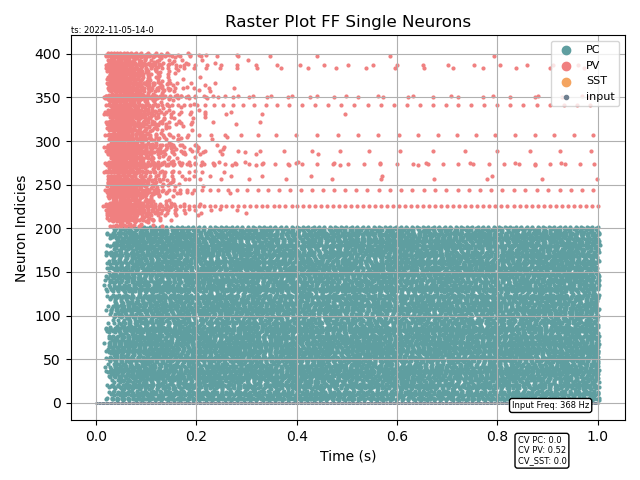 Raster Plot FF Single Neurons
ts: 2022-11-05-14-0
PC
PV
SST
input
400
350
300
250
200
150
100
50
0
Neuron Indicies
Input Freq: 368 Hz
0.0 0.2 0.4 0.6 0.8 1.0
Time (s)
CV PC: 0.0
CV PV: 0.52
CV_SST: 0.0